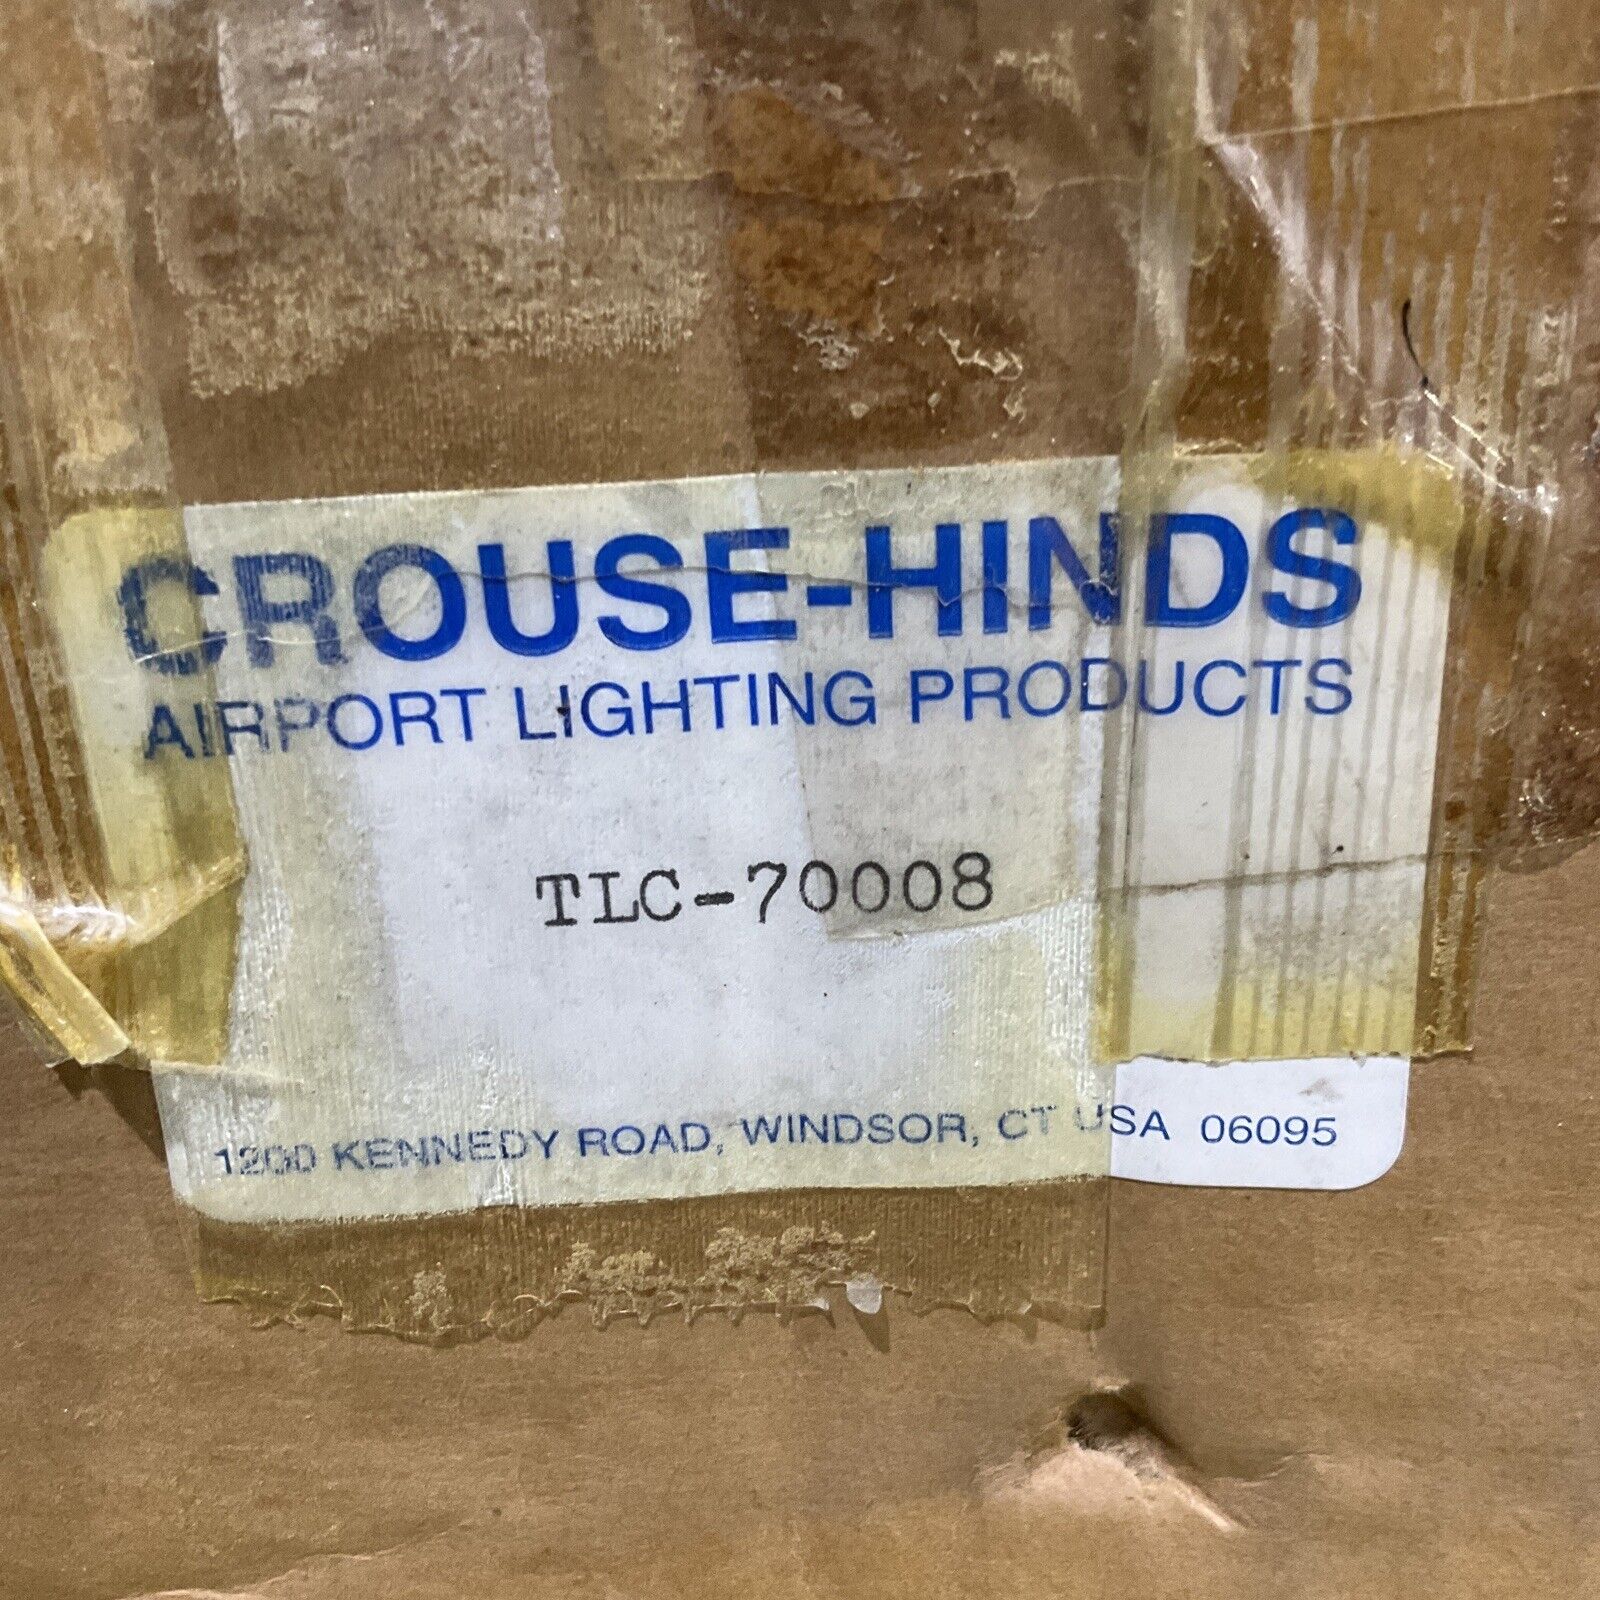 CROUSE-HINDS
AIRPORT LIGHTING PRODUCTS
TLC-70008
1200 KENNEDY ROAD, WINDSOR, CT USA 06095